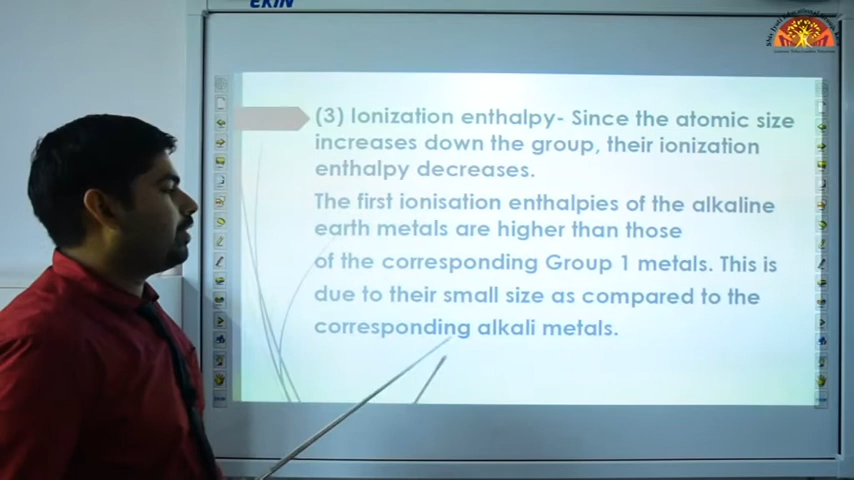 EKIN
(3) Ionization enthalpy- Since the atomic size
increases down the group, their ionization
enthalpy decreases.
The first ionisation enthalpies of the alkaline
earth metals are higher than those
of the corresponding Group 1 metals. This is
due to their small size as compared to the
corresponding alkali metals.